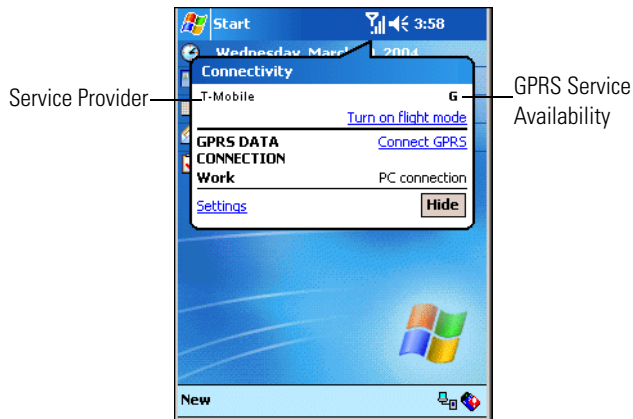 Start 3:58
Wednesday, March 2004
Connectivity
Service Provider
T-Mobile G
GPRS Service
Availability
Turn on flight mode
GPRS DATA Connect GPRS
CONNECTION
Work PC connection
Settings Hide
New